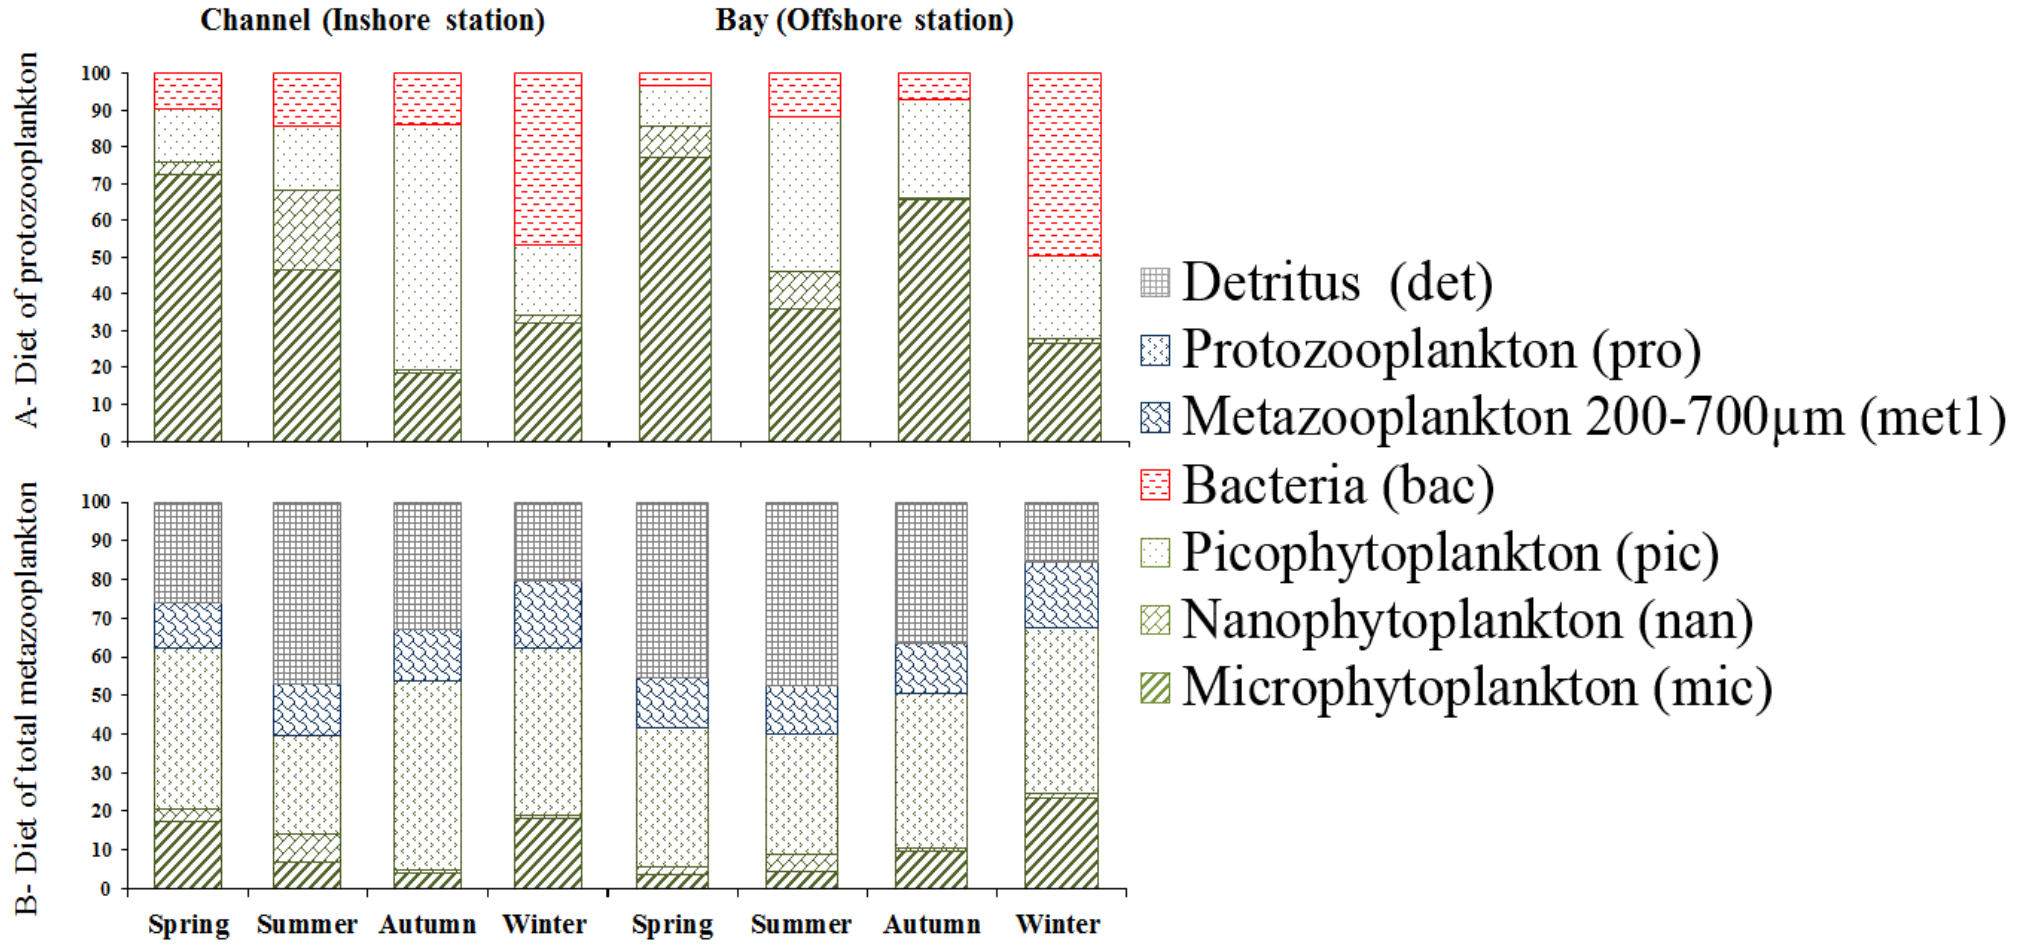 Channel (Inshore station)
Bay (Offshore station)
A- Diet of protozooplankton
100
90
80
70
60
50
40
30
20
10
0
B- Diet of total metazooplankton
100
90
80
70
60
50
40
30
20
10
0
Spring Summer Autumn Winter Spring Summer Autumn Winter
Detritus (det)
Protozooplankton (pro)
Metazooplankton 200-700µm (met1)
Bacteria (bac)
Picophytoplankton (pic)
Nanophytoplankton (nan)
Microphytoplankton (mic)